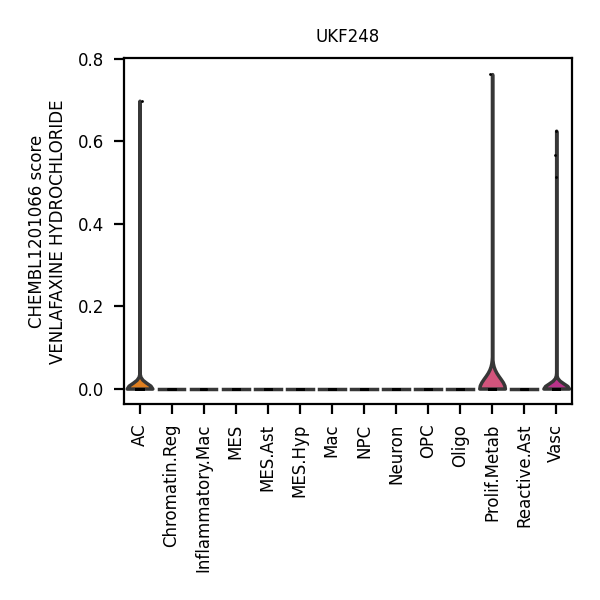 UKF248
CHEMBL1201066 score
VENLAFAXINE HYDROCHLORIDE
0.8
0.6
0.4
0.2
0.0
AC
Chromatin.Reg
Inflammatory.Mac
MES
MES.Ast
MES.Hyp
Mac
NPC
Neuron
OPC
Oligo
Prolif.Metab
Reactive.Ast
Vasc